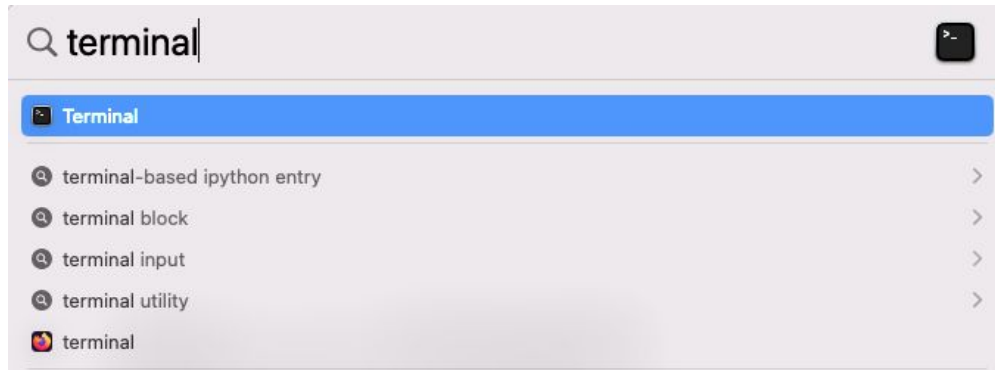 terminal
Terminal
terminal-based ipython entry
terminal block
terminal input
terminal utility
terminal